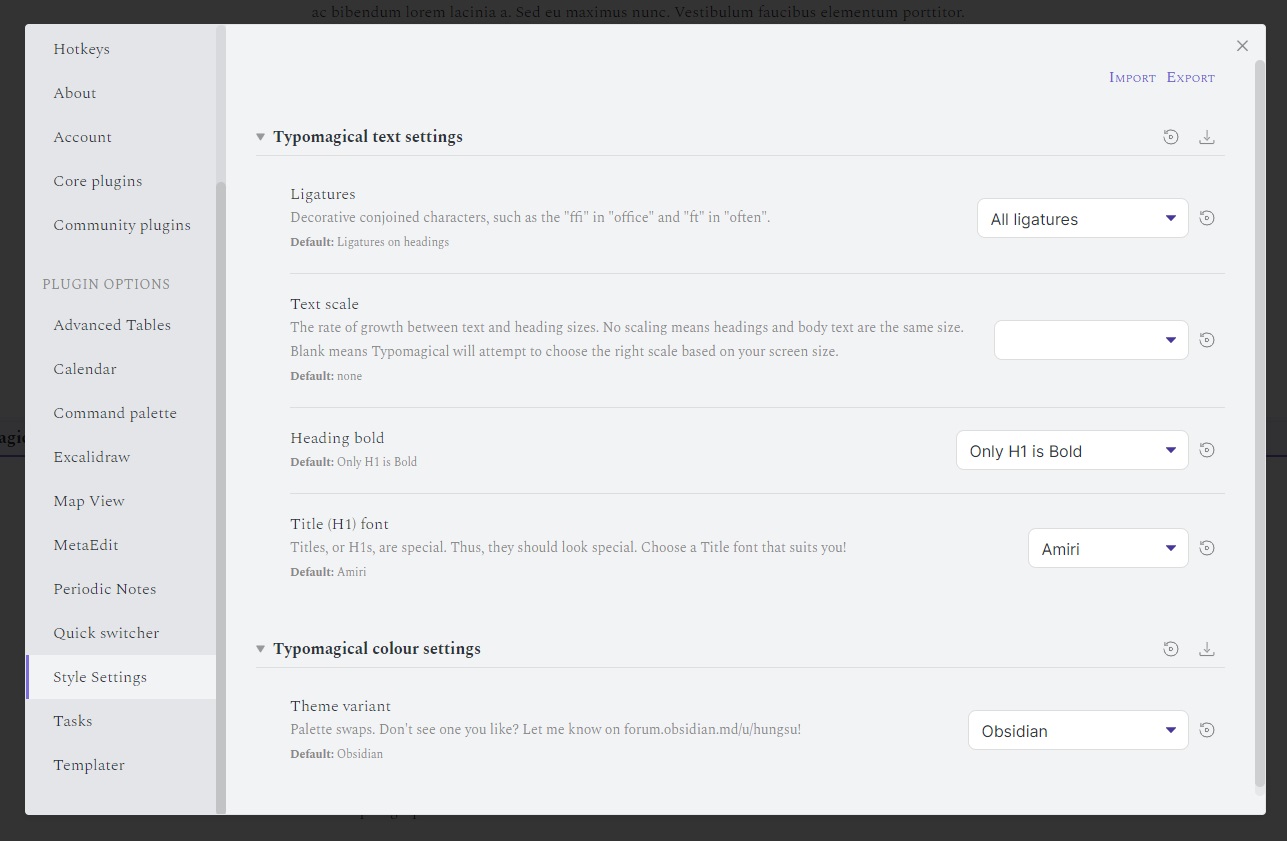 ac bibendum lorem lacinia a. Sed eu maximus nunc. Vestibulum faucibus elementum porttitor.
Hotkeys
About
Account
Core plugins
Community plugins
PLUGIN OPTIONS
Advanced Tables
Calendar
Command palette
Excalidraw
Map View
MetaEdit
Periodic Notes
Quick switcher
Style Settings
Tasks
Templater
Import Export
Typomagical text settings
Ligatures
Decorative conjoined characters, such as the "ffi" in "office" and "ft" in "often".
Default: Ligatures on headings
All ligatures
Text scale
The rate of growth between text and heading sizes. No scaling means headings and body text are the same size.
Blank means Typomagical will attempt to choose the right scale based on your screen size.
Default: none
Heading bold
Default: Only H1 is Bold
Only H1 is Bold
Title (H1) font
Titles, or H1s, are special. Thus, they should look special. Choose a Title font that suits you!
Default: Amiri
Amiri
Typomagical colour settings
Theme variant
Palette swaps. Don't see one you like? Let me know on forum.obsidian.md/u/hungsu!
Default: Obsidian
Obsidian